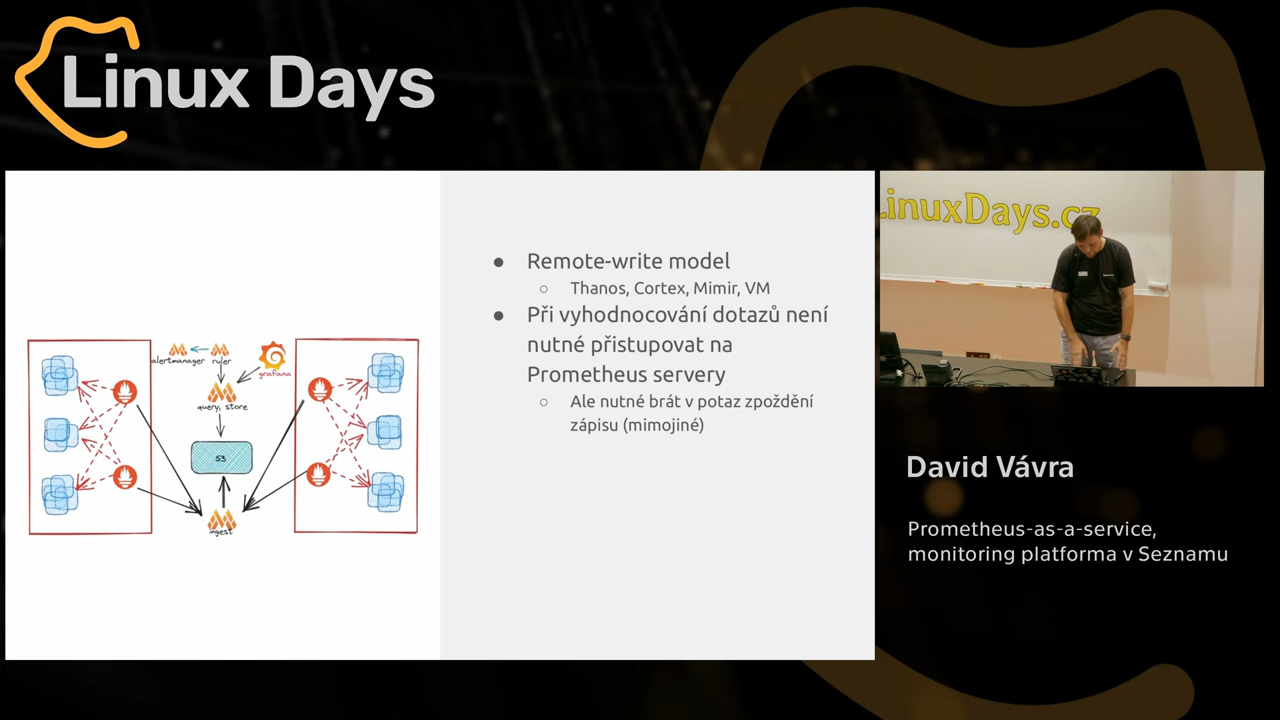 Linux Days
LinuxDays.cz
Remote-write model
Thanos, Cortex, Mimir, VM
Při vyhodnocování dotazů není
nutné přistupovat na
Prometheus servery
Ale nutné brát v potaz zpoždění
zápisu (mimojiné)
alertmanager
ruler
grafana
query, store
S3
ingest
David Vávra
Prometheus-as-a-service,
monitoring platforma v Seznamu